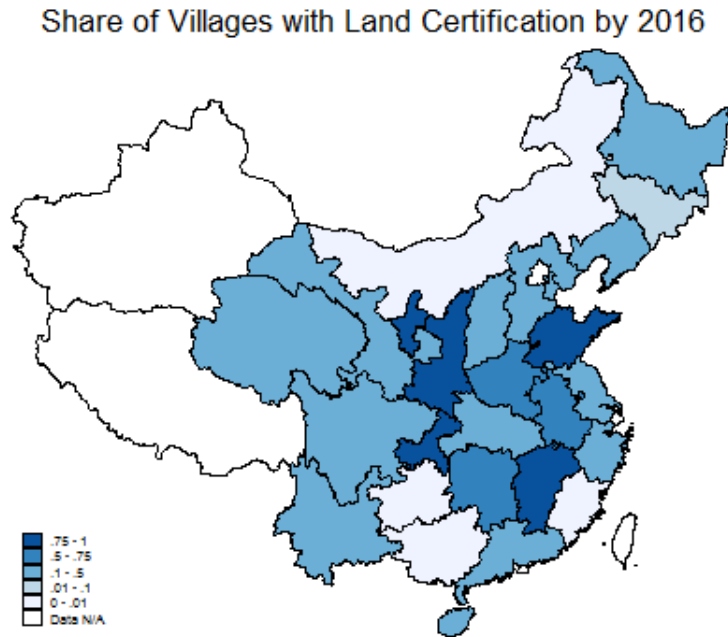 Share of Villages with Land Certification by 2016
.75 - 1
.5 - .75
.1 - .5
.01 - .1
0 - .01
Data N/A